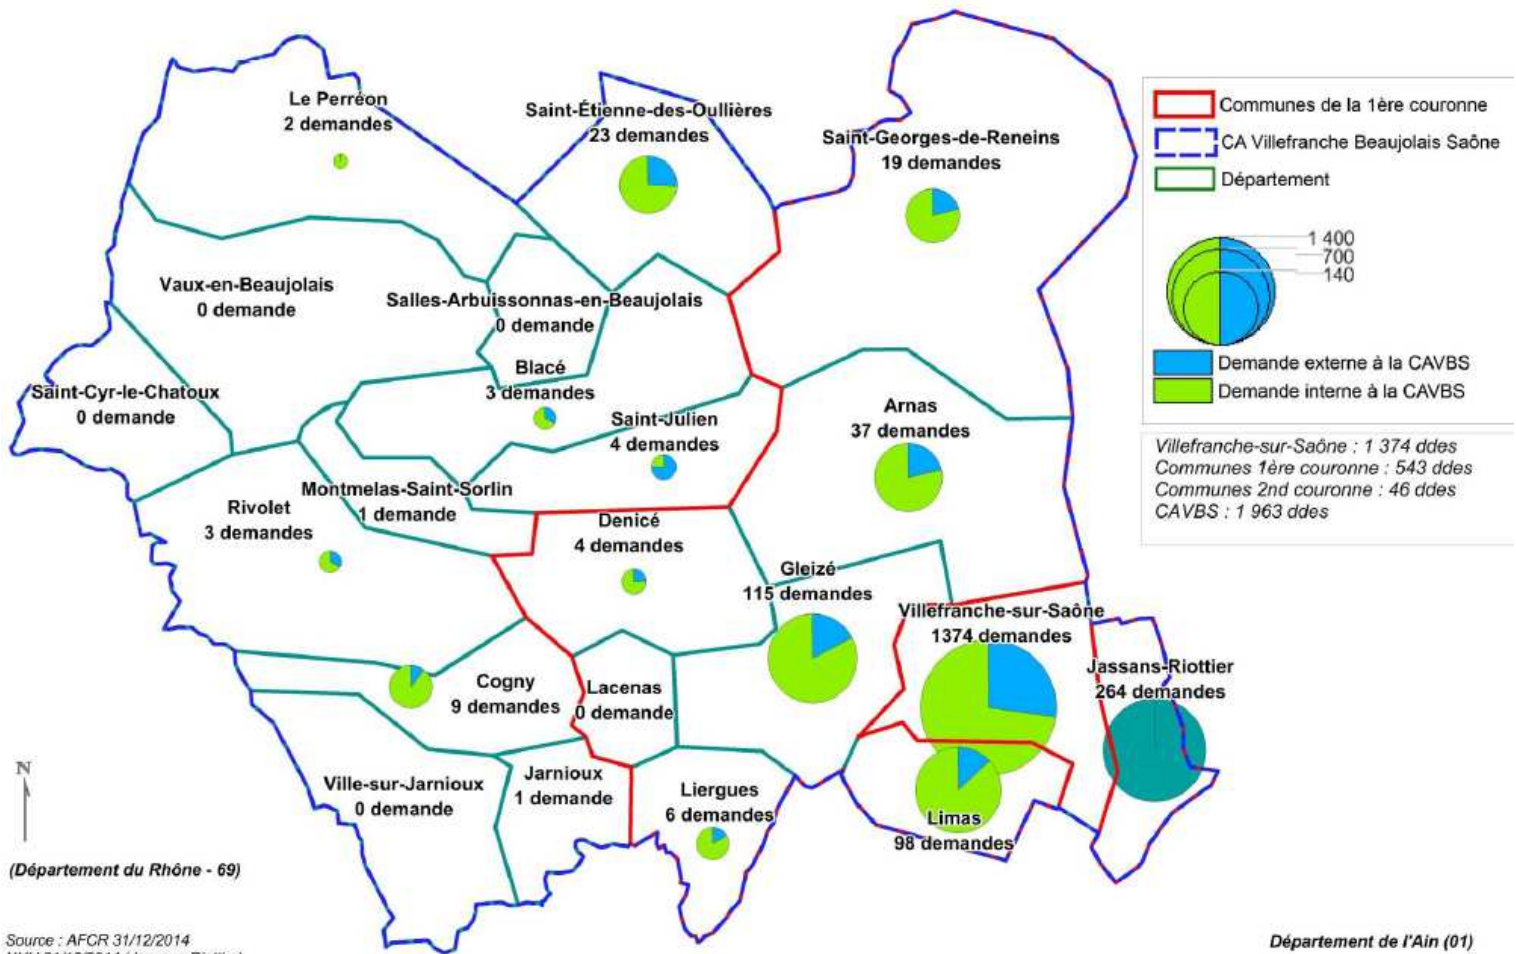 Le Perréon
2 demandes
Saint-Étienne-des-Oullières
23 demandes
Saint-Georges-de-Reneins
19 demandes
Communes de la 1ère couronne
CA Villefranche Beaujolais Saône
Département
1 400
700
140
Demande externe à la CAVBS
Demande interne à la CAVBS
Villefranche-sur-Saône : 1 374 ddes
Communes 1ère couronne : 543 ddes
Communes 2nd couronne : 46 ddes
CAVBS : 1 963 ddes
Vaux-en-Beaujolais
0 demande
Salles-Arbuissonnas-en-Beaujolais
0 demande
Blacé
3 demandes
Saint-Cyr-le-Chatoux
0 demande
Saint-Julien
4 demandes
Arnas
37 demandes
Montmelas-Saint-Sorlin
1 demande
Rivolet
3 demandes
Denicé
4 demandes
Gleizé
115 demandes
Villefranche-sur-Saône
1374 demandes
Jassans-Riottier
264 demandes
Cogny
9 demandes
Lacenas
0 demande
Ville-sur-Jarnioux
0 demande
Jarnioux
1 demande
Liergues
6 demandes
Limas
98 demandes
N
(Département du Rhône - 69)
Source : AFCR 31/12/2014
Département de l'Ain (01)